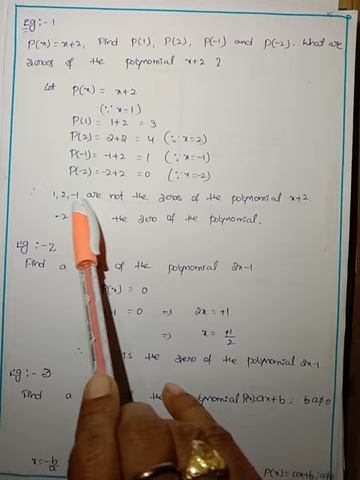 Eg :- 1
P(x) = x+2, Find P(1), P(2), P(-1) and P(-2). What are
zeros of the polynomial x+2 ?
Let P(x) = x+2
(∵ x=1)
P(1) = 1+2 = 3
P(2) = 2+2 = 4 (∵ x=2)
P(-1) = -1+2 = 1 (∵ x=-1)
P(-2) = -2+2 = 0 (∵ x=-2)
∴ 1, 2, -1 are not the zeros of the polynomial x+2
-2 the zero of the polynomial.
Eg :- 2
Find a of the polynomial 2x-1
(x) = 0
1 = 0 => 2x = +1
=> x = +1/2
∴ is the zero of the polynomial 2x-1
Eg :- 3
Find a the polynomial P(x) ax+b ; b a≠0
x = -b/a
P(x) = ax+b ; a≠0